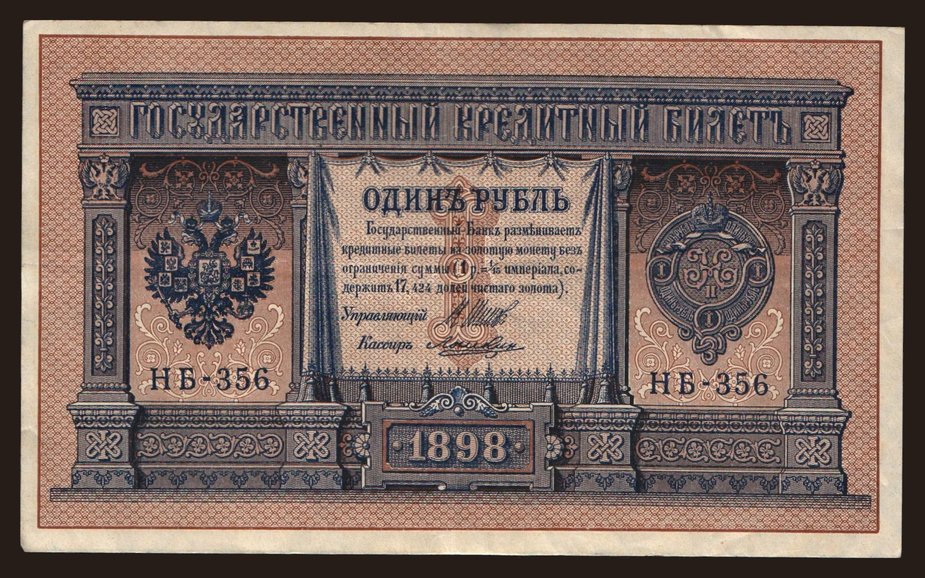 ГОСУДАРСТВЕННЫЙ КРЕДИТНЫЙ БИЛЕТЪ
ОДИНЪ РУБЛЬ
Государственный Банкъ размѣниваетъ
кредитные билеты на золотую монету безъ
ограниченія суммы (1 р. = 1/15 имперіала, со-
держитъ 17,424 долей чистаго золота).
Управляющій
Кассиръ
НБ-356
НБ-356
1898